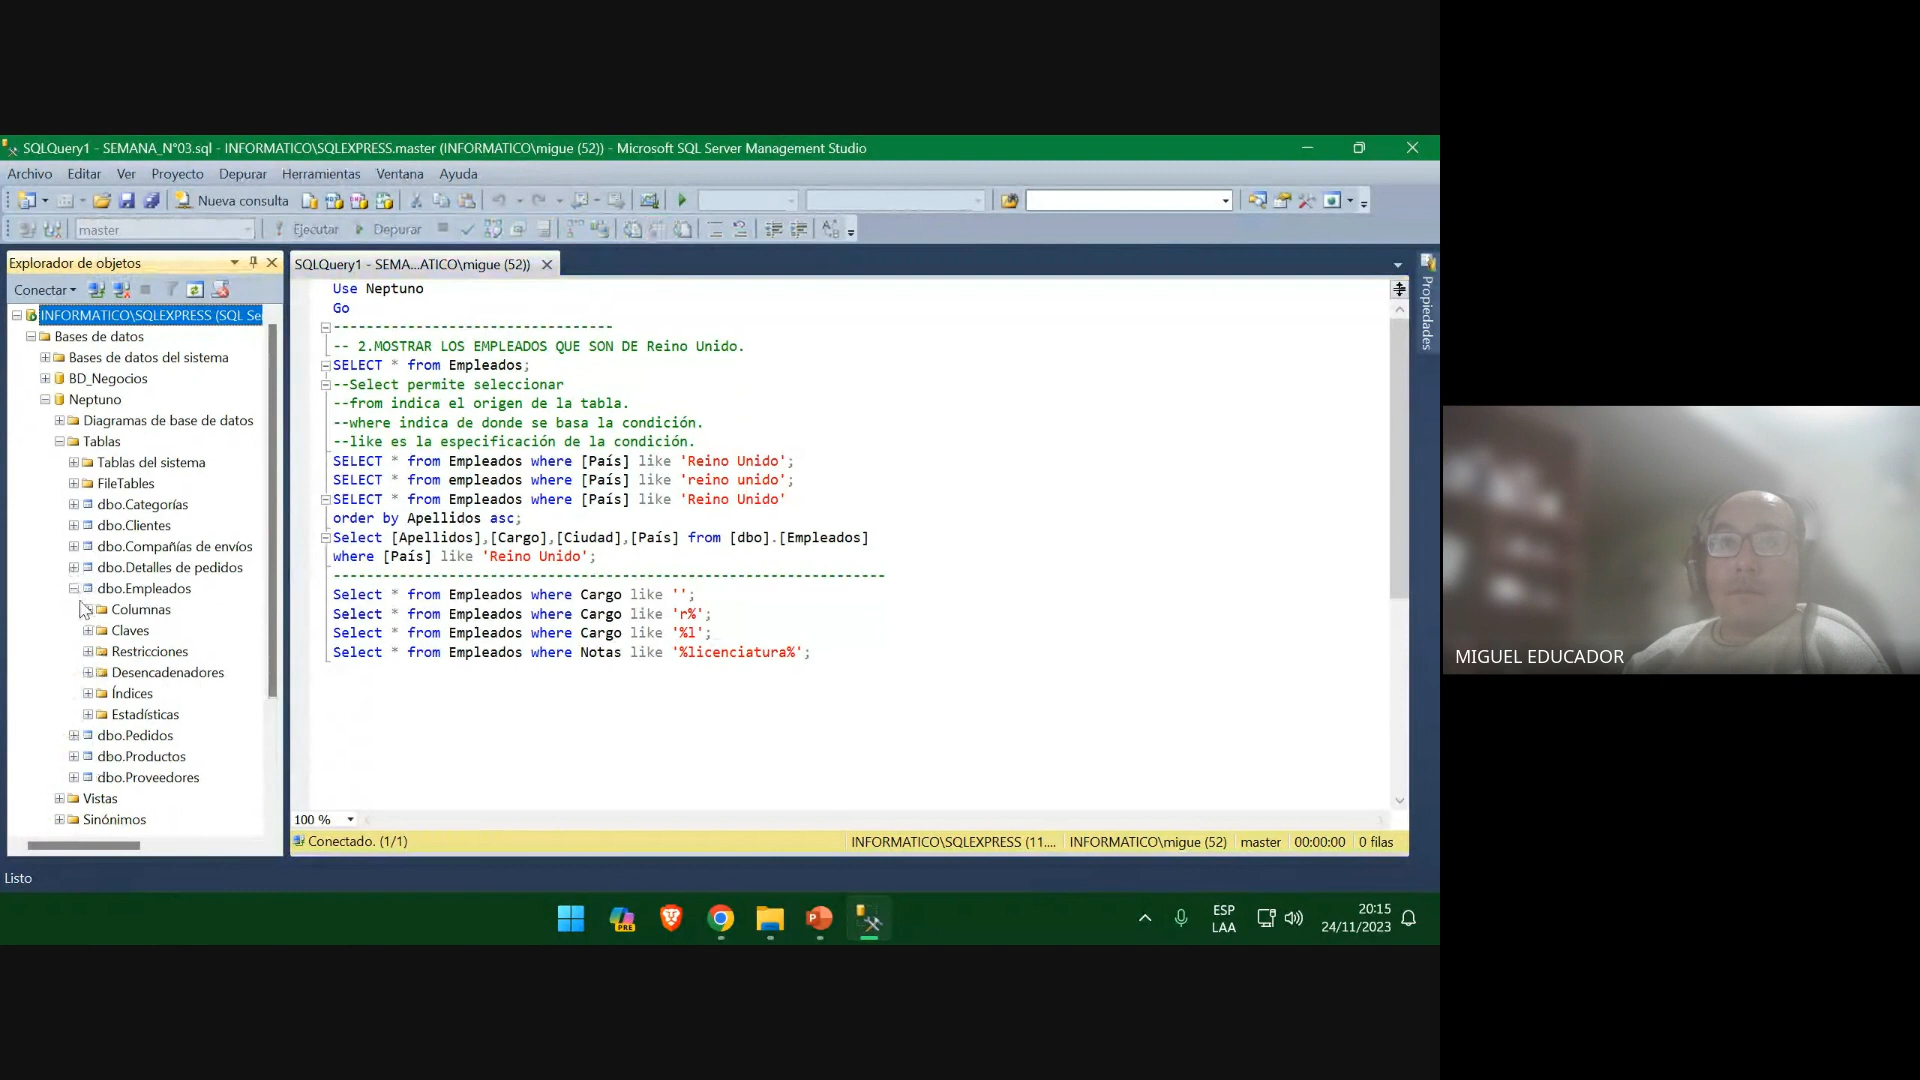 SQLQuery1 - SEMANA_N°03.sql - INFORMATICO\SQLEXPRESS.master (INFORMATICO\migue (52)) - Microsoft SQL Server Management Studio
Archivo Editar Ver Proyecto Depurar Herramientas Ventana Ayuda
Nueva consulta
master Ejecutar Depurar
Explorador de objetos
Conectar
INFORMATICO\SQLEXPRESS (SQL Se
Bases de datos
Bases de datos del sistema
BD_Negocios
Neptuno
Diagramas de base de datos
Tablas
Tablas del sistema
FileTables
dbo.Categorías
dbo.Clientes
dbo.Compañías de envíos
dbo.Detalles de pedidos
dbo.Empleados
Columnas
Claves
Restricciones
Desencadenadores
Índices
Estadísticas
dbo.Pedidos
dbo.Productos
dbo.Proveedores
Vistas
Sinónimos
SQLQuery1 - SEMA...ATICO\migue (52))
Use Neptuno
Go
----------------------------------
-- 2.MOSTRAR LOS EMPLEADOS QUE SON DE Reino Unido.
SELECT * from Empleados;
--Select permite seleccionar
--from indica el origen de la tabla.
--where indica de donde se basa la condición.
--like es la especificación de la condición.
SELECT * from Empleados where [País] like 'Reino Unido';
SELECT * from empleados where [País] like 'reino unido';
SELECT * from Empleados where [País] like 'Reino Unido'
order by Apellidos asc;
Select [Apellidos],[Cargo],[Ciudad],[País] from [dbo].[Empleados]
where [País] like 'Reino Unido';
-------------------------------------------------------------------
Select * from Empleados where Cargo like '';
Select * from Empleados where Cargo like 'r%';
Select * from Empleados where Cargo like '%l';
Select * from Empleados where Notas like '%licenciatura%';
100 %
Conectado. (1/1) INFORMATICO\SQLEXPRESS (11.... INFORMATICO\migue (52) master 00:00:00 0 filas
Propiedades
Listo
PRE
ESP
LAA
20:15
24/11/2023
MIGUEL EDUCADOR